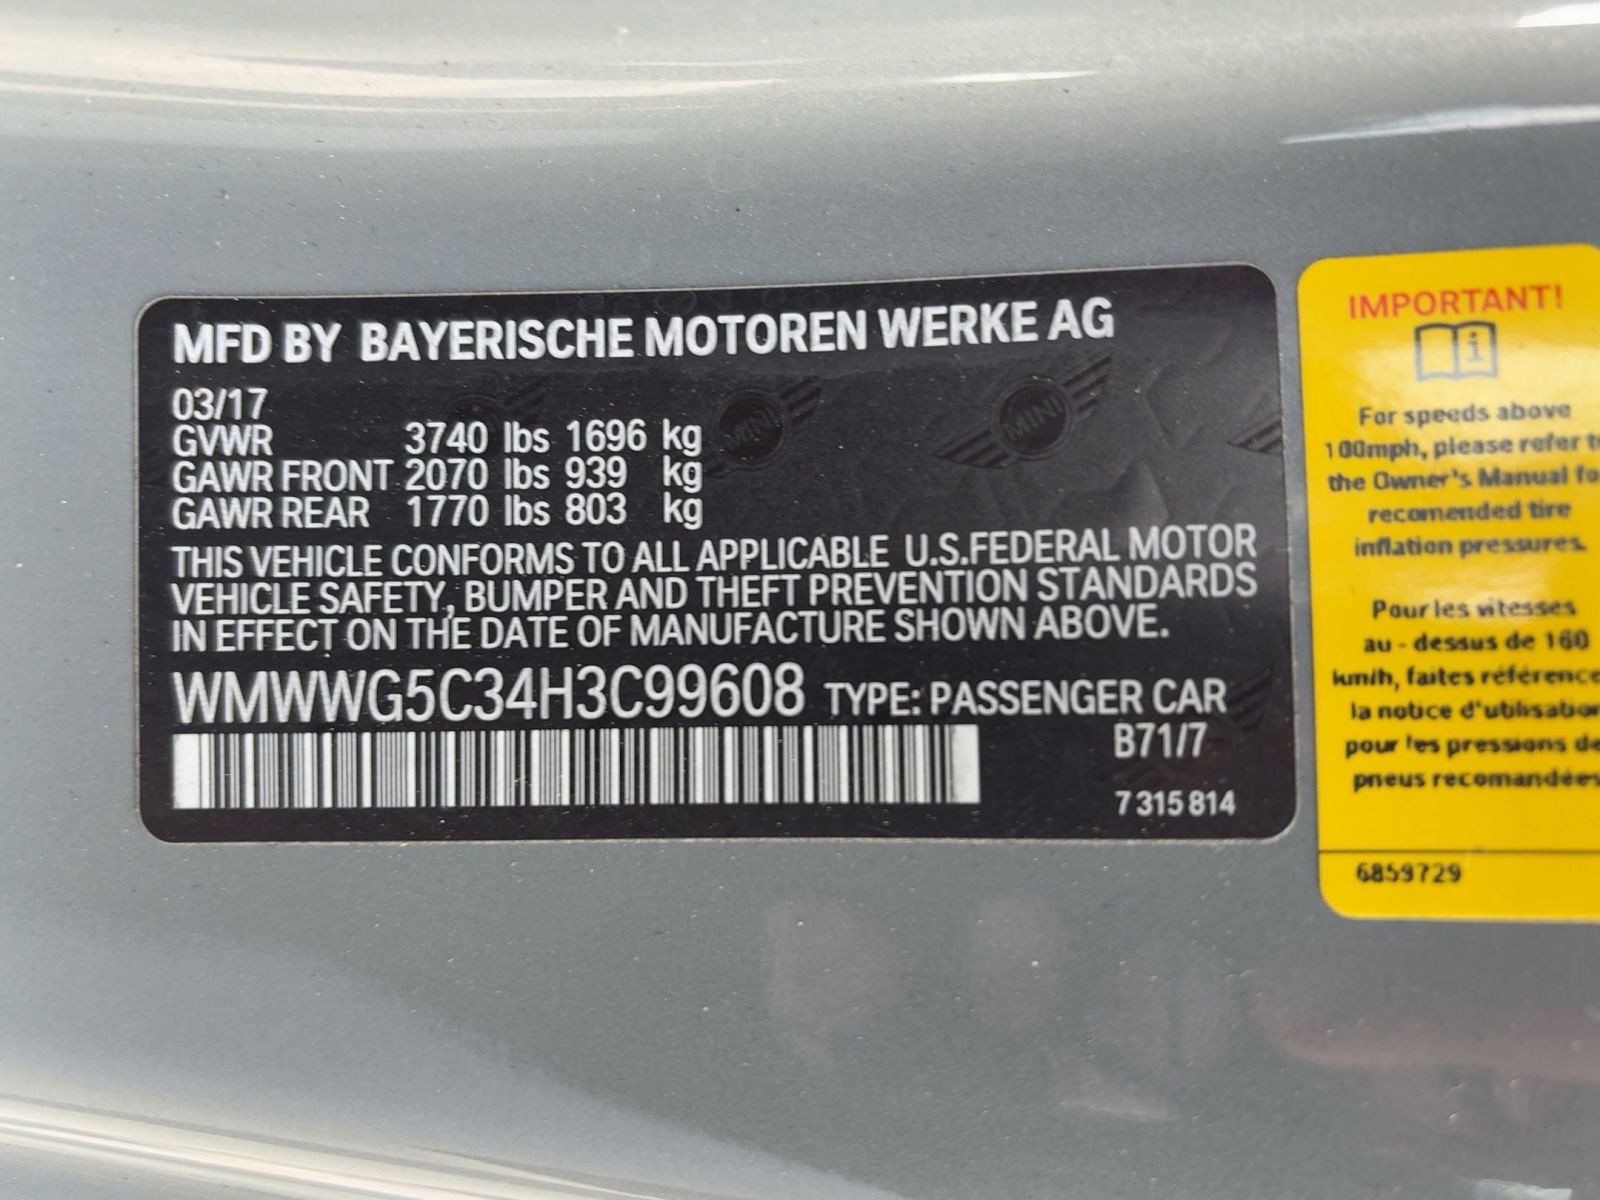 MFD BY BAYERISCHE MOTOREN WERKE AG
03/17
GVWR 3740 lbs 1696 kg
GAWR FRONT 2070 lbs 939 kg
GAWR REAR 1770 lbs 803 kg
THIS VEHICLE CONFORMS TO ALL APPLICABLE U.S.FEDERAL MOTOR
VEHICLE SAFETY, BUMPER AND THEFT PREVENTION STANDARDS
IN EFFECT ON THE DATE OF MANUFACTURE SHOWN ABOVE.
WMWWG5C34H3C99608 TYPE: PASSENGER CAR
B71/7
7 315 814
MINI
MINI
IMPORTANT!
For speeds above
100mph, please refer
the Owner's Manual
recomended tire
inflation pressures.
Pour les vitesses
au - dessus de 160
km/h, faites référence
la notice d'utilisation
pour les pressions
pneus recomandées
6859729